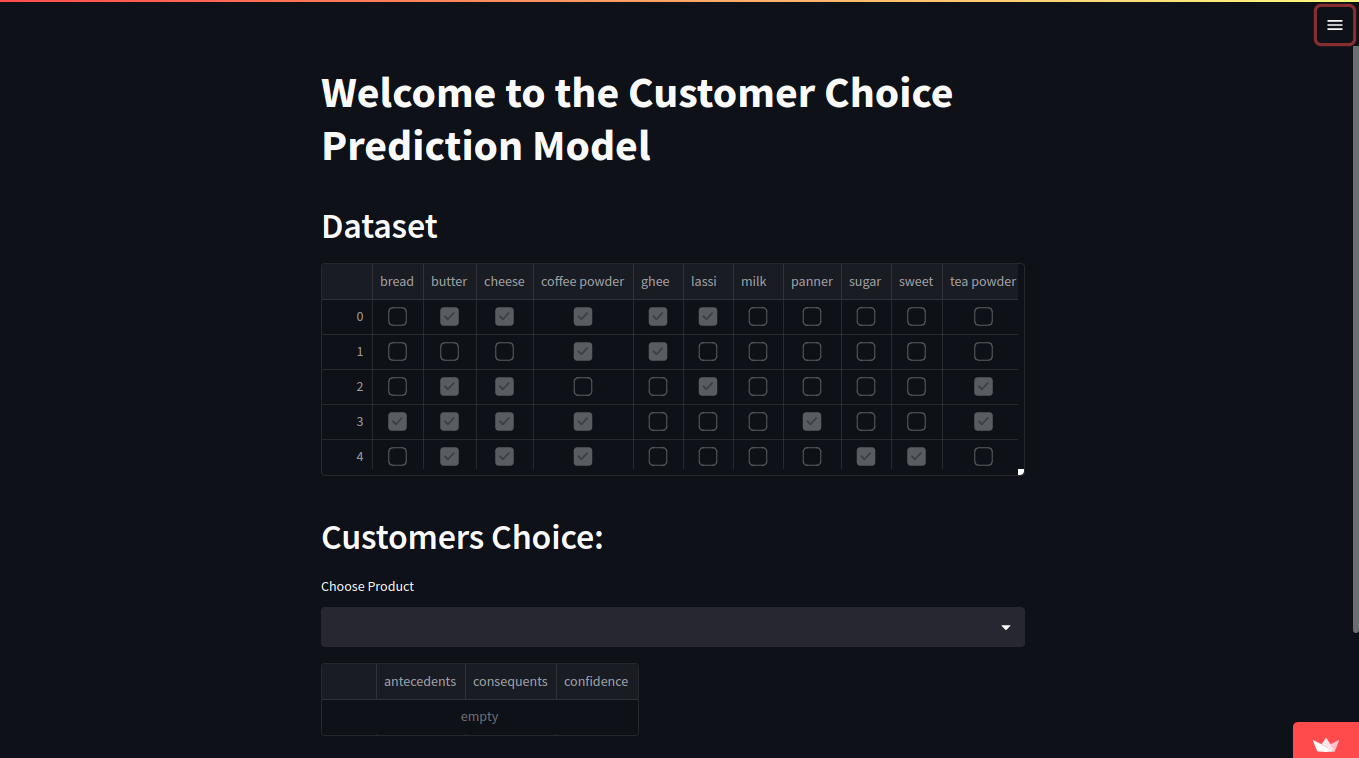 Welcome to the Customer Choice
Prediction Model
Dataset
bread butter cheese coffee powder ghee lassi milk panner sugar sweet tea powder
0
1
2
3
4
Customers Choice:
Choose Product
antecedents consequents confidence
empty